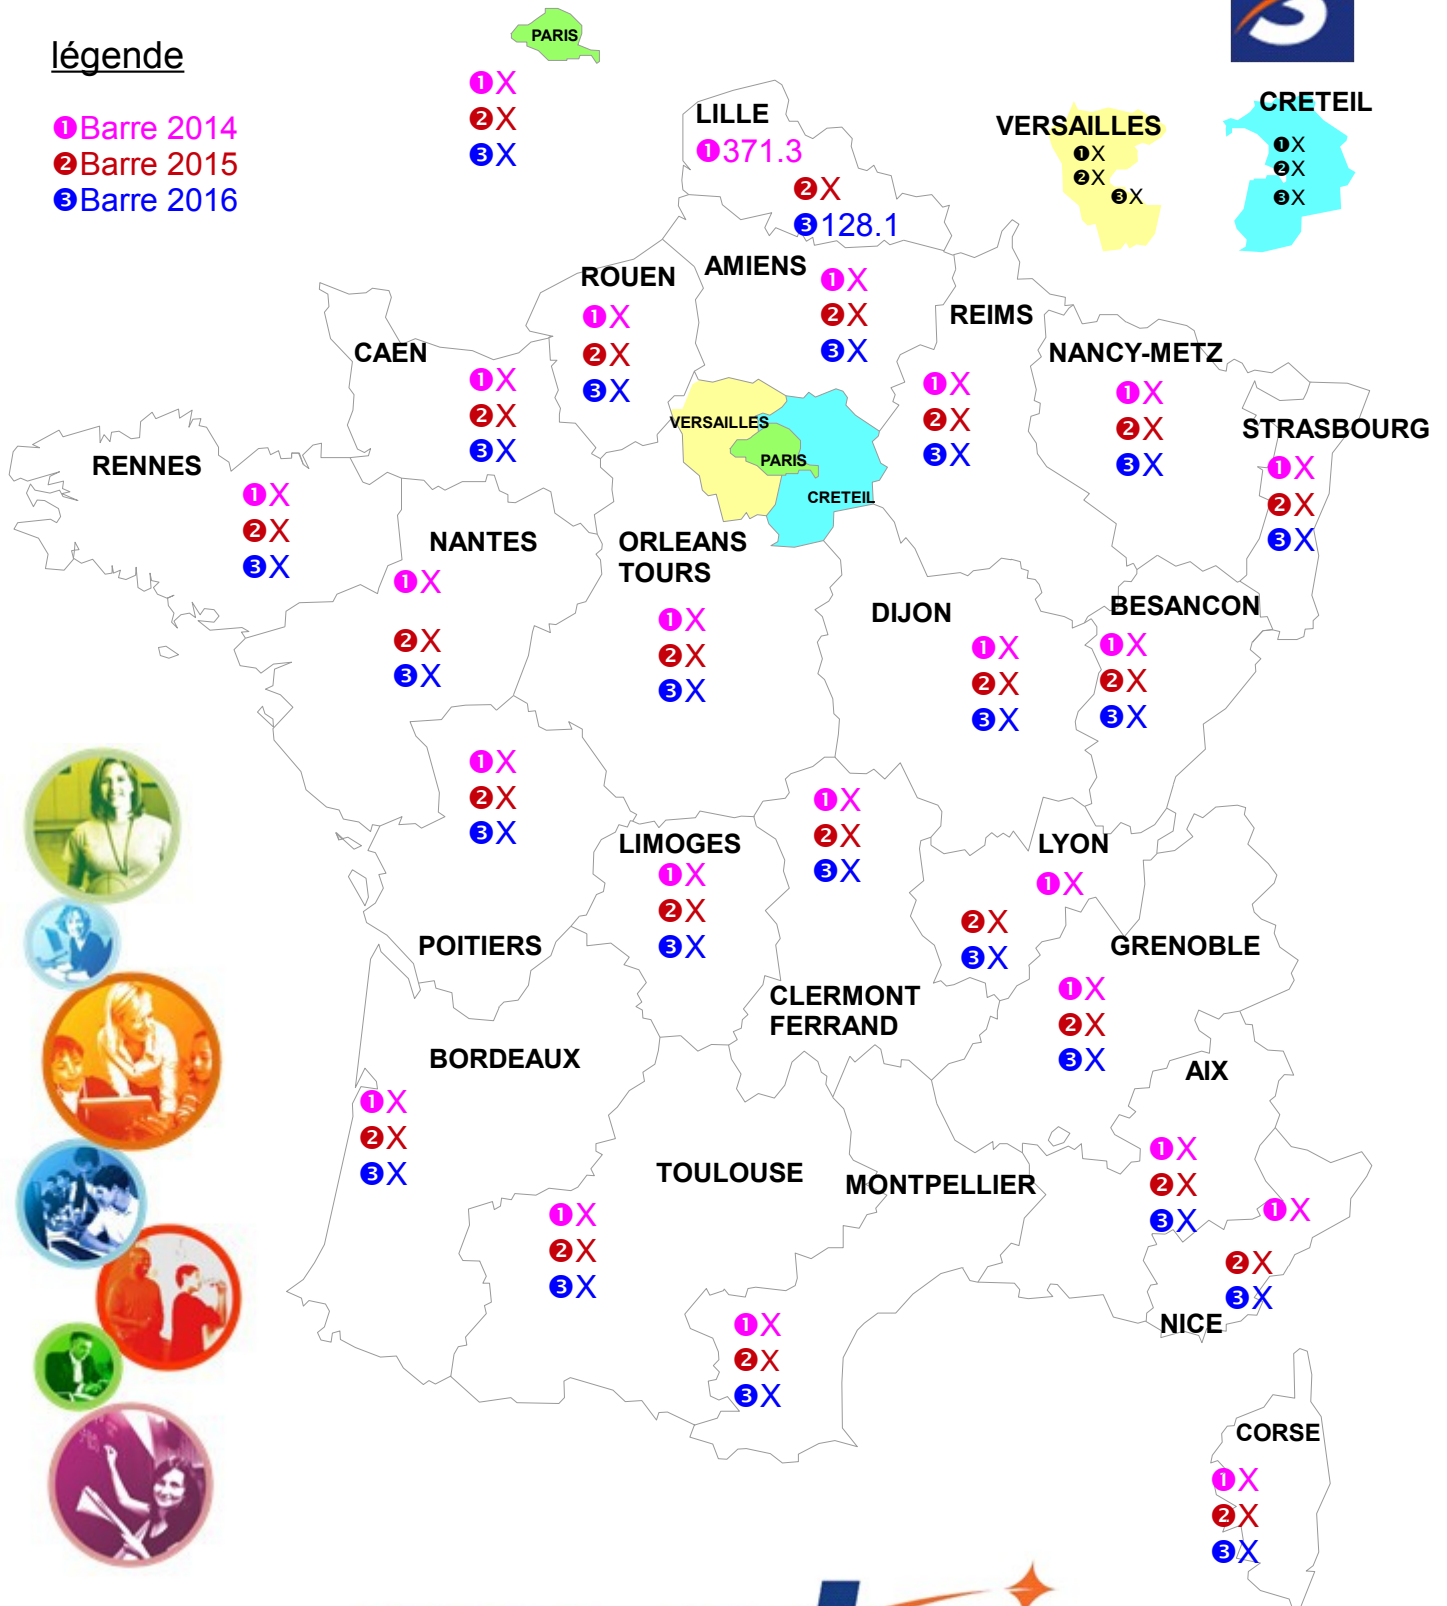 légende
❶Barre 2014
❷Barre 2015
❸Barre 2016
PARIS
❶X
❷X
❸X
LILLE
❶371.3
❷X
❸128.1
VERSAILLES
❶X
❷X
❸X
CRETEIL
❶X
❷X
❸X
ROUEN
❶X
❷X
❸X
AMIENS
❶X
❷X
❸X
REIMS
❶X
❷X
❸X
CAEN
❶X
❷X
❸X
NANCY-METZ
❶X
❷X
❸X
STRASBOURG
❶X
❷X
❸X
VERSAILLES
PARIS
CRETEIL
RENNES
❶X
❷X
❸X
NANTES
❶X
❷X
❸X
ORLEANS
TOURS
❶X
❷X
❸X
DIJON
❶X
❷X
❸X
BESANCON
❶X
❷X
❸X
❶X
❷X
❸X
POITIERS
LIMOGES
❶X
❷X
❸X
❶X
❷X
❸X
CLERMONT
FERRAND
LYON
❶X
❷X
❸X
GRENOBLE
❶X
❷X
❸X
BORDEAUX
❶X
❷X
❸X
TOULOUSE
❶X
❷X
❸X
MONTPELLIER
❶X
❷X
❸X
AIX
❶X
❷X
❸X
❶X
❷X
❸X
NICE
CORSE
❶X
❷X
❸X